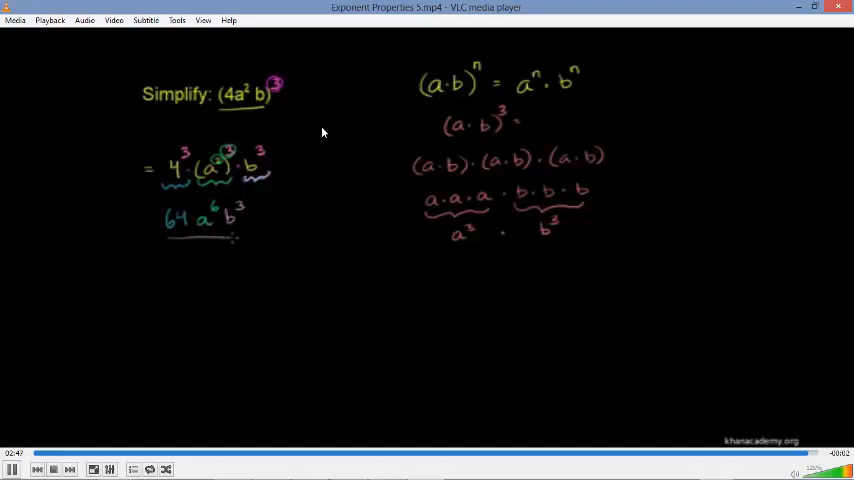 Exponent Properties 5.mp4 - VLC media player
Media Playback Audio Video Subtitle Tools View Help
Simplify: (4a² b)³
= 4³ · (a²)³ · b³
64 a⁶ b³
(a·b)ⁿ = aⁿ · bⁿ
(a · b)³ =
(a·b) · (a·b) · (a·b)
a · a · a · b · b · b
a³ · b³
khanacademy.org
02:47
-00:02
125%